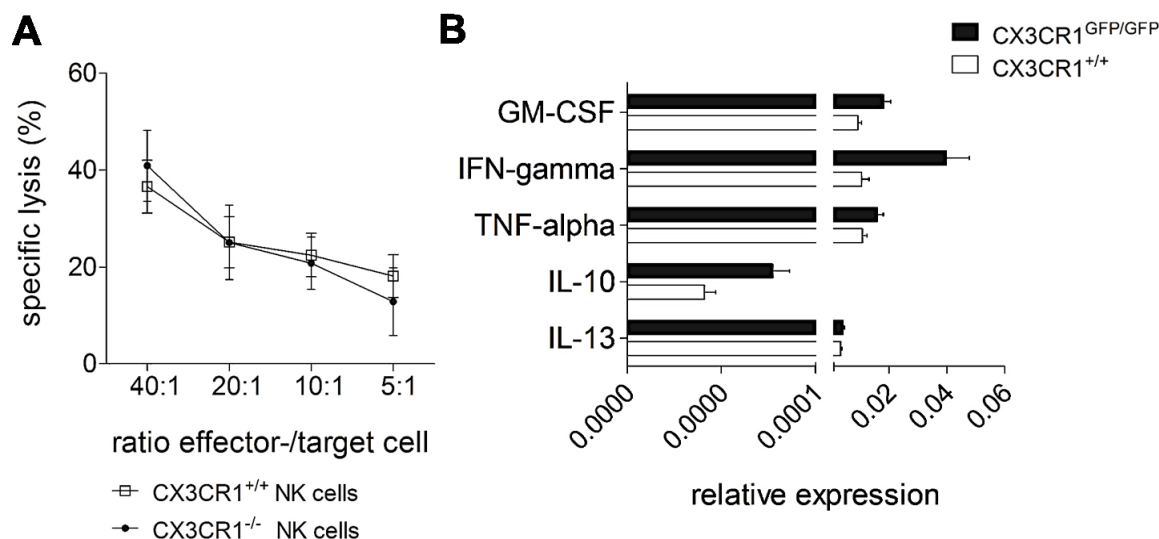 A
60
40
20
0
specific lysis (%)
40:1 20:1 10:1 5:1
ratio effector-/target cell
CX3CR1+/+ NK cells
CX3CR1-/- NK cells
B
CX3CR1GFP/GFP
CX3CR1+/+
GM-CSF
IFN-gamma
TNF-alpha
IL-10
IL-13
0.0000 0.0000 0.0001 0.02 0.04 0.06
relative expression